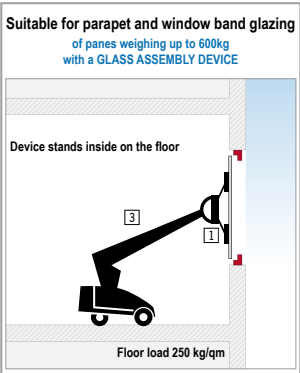 Suitable for parapet and window band glazing
of panes weighing up to 600kg
with a GLASS ASSEMBLY DEVICE
Device stands inside on the floor
3
1
Floor load 250 kg/qm